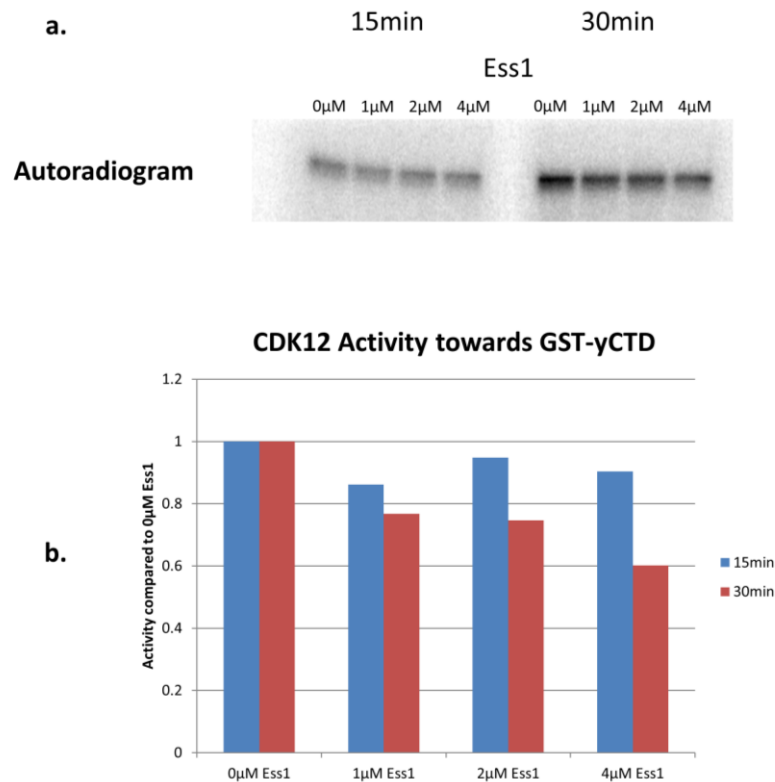 a.
15min 30min
Ess1
0µM 1µM 2µM 4µM 0µM 1µM 2µM 4µM
Autoradiogram
CDK12 Activity towards GST-yCTD
b.
Activity compared to 0µM Ess1
1.2
1
0.8
0.6
0.4
0.2
0
0µM Ess1 1µM Ess1 2µM Ess1 4µM Ess1
15min
30min